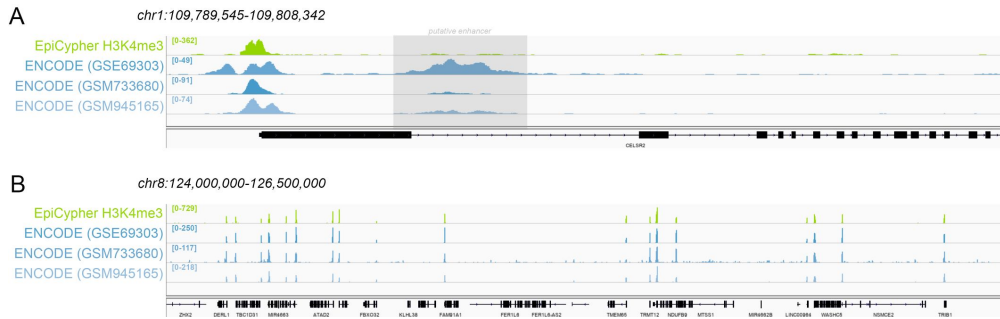 A
chr1:109,789,545-109,808,342
putative enhancer
EpiCypher H3K4me3 [0-362]
ENCODE (GSE69303) [0-49]
ENCODE (GSM733680) [0-91]
ENCODE (GSM945165) [0-74]
CELSR2
B
chr8:124,000,000-126,500,000
EpiCypher H3K4me3 [0-729]
ENCODE (GSE69303) [0-250]
ENCODE (GSM733680) [0-117]
ENCODE (GSM945165) [0-218]
ZHX2 DERL1 TBC1D31 MIR4663 ATAD2 FBXO32 KLHL38 FAM91A1 FER1L6 FER1L6-AS2 TMEM65 TRMT12 NDUFB9 MTSS1 MIR4662B LINC00964 WASHC5 NSMCE2 TRIB1